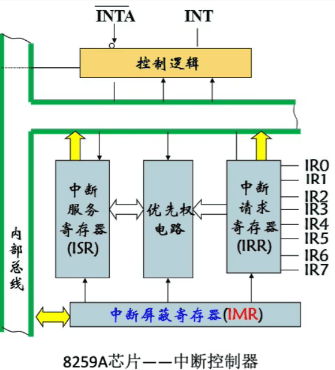 INTA INT
控制逻辑
中断
服务
寄存器
(ISR)
优先权
电路
中断
请求
寄存器
(IRR)
IR0
IR1
IR2
IR3
IR4
IR5
IR6
IR7
内部总线
中断屏蔽寄存器(IMR)
8259A芯片——中断控制器